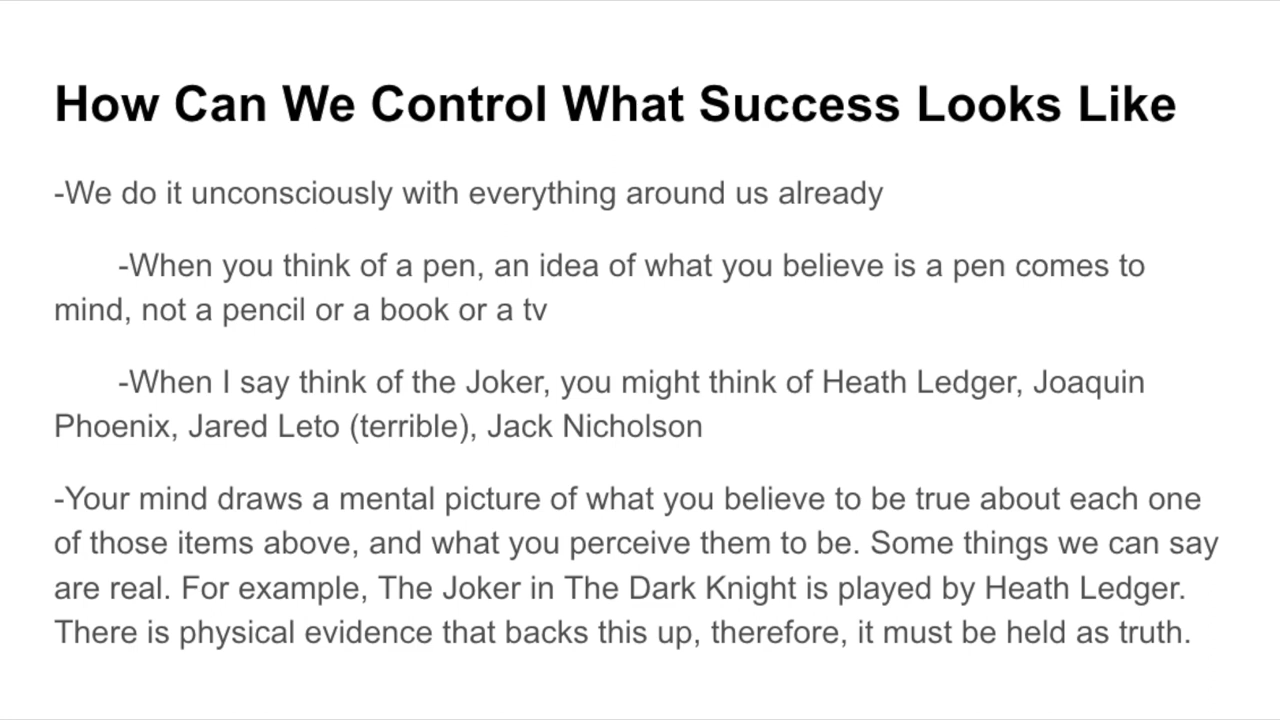 How Can We Control What Success Looks Like
-We do it unconsciously with everything around us already
-When you think of a pen, an idea of what you believe is a pen comes to
mind, not a pencil or a book or a tv
-When I say think of the Joker, you might think of Heath Ledger, Joaquin
Phoenix, Jared Leto (terrible), Jack Nicholson
-Your mind draws a mental picture of what you believe to be true about each one
of those items above, and what you perceive them to be. Some things we can say
are real. For example, The Joker in The Dark Knight is played by Heath Ledger.
There is physical evidence that backs this up, therefore, it must be held as truth.